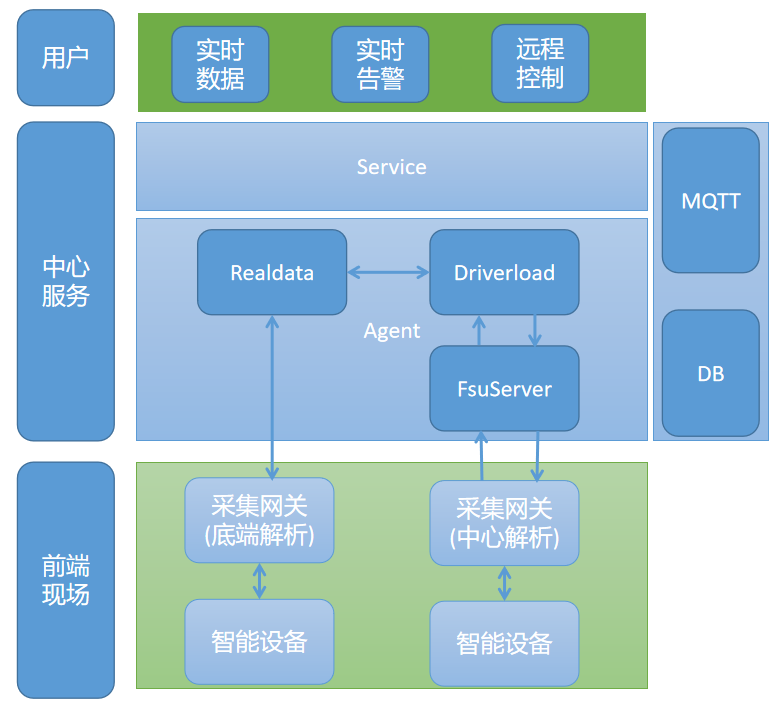 用户
实时
数据
实时
告警
远程
控制
中心
服务
Service
MQTT
Realdata
Driverload
Agent
FsuServer
DB
前端
现场
采集网关
(底端解析)
采集网关
(中心解析)
智能设备
智能设备